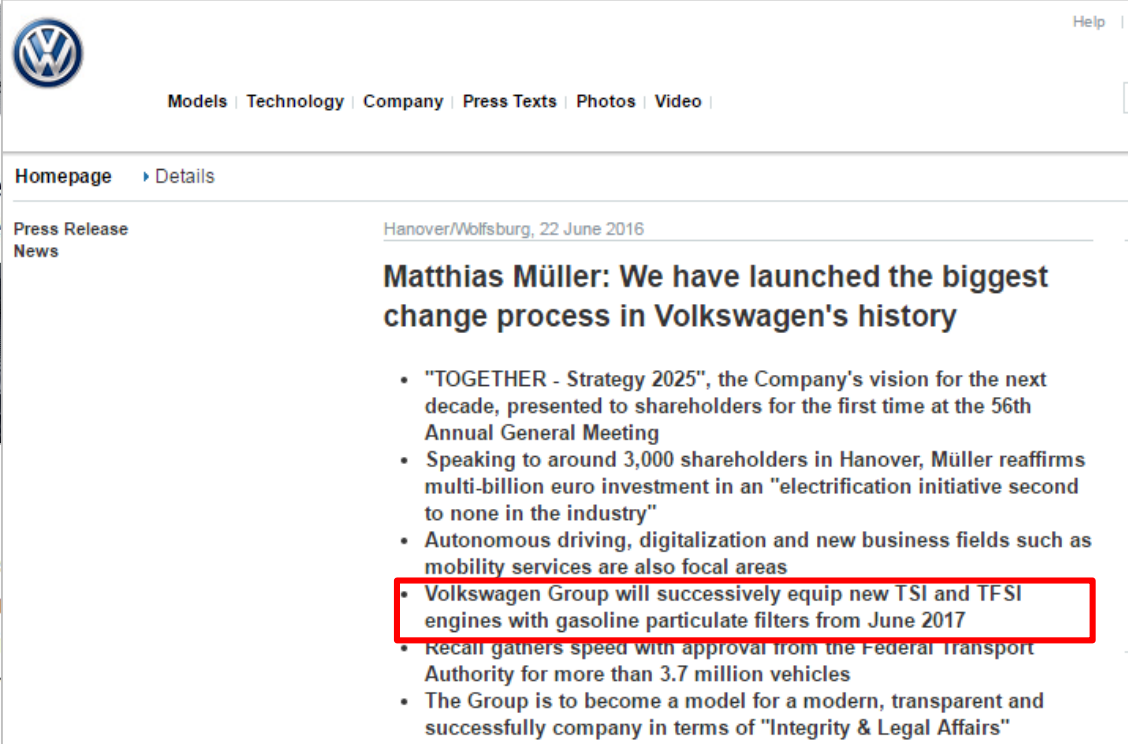 Help |
Models | Technology | Company | Press Texts | Photos | Video |
Homepage Details
Press Release
News
Hanover/Wolfsburg, 22 June 2016
Matthias Müller: We have launched the biggest
change process in Volkswagen's history
• "TOGETHER - Strategy 2025", the Company's vision for the next
decade, presented to shareholders for the first time at the 56th
Annual General Meeting
• Speaking to around 3,000 shareholders in Hanover, Müller reaffirms
multi-billion euro investment in an "electrification initiative second
to none in the industry"
• Autonomous driving, digitalization and new business fields such as
mobility services are also focal areas
• Volkswagen Group will successively equip new TSI and TFSI
engines with gasoline particulate filters from June 2017
• Recall gathers speed with approval from the Federal Transport
Authority for more than 3.7 million vehicles
• The Group is to become a model for a modern, transparent and
successfully company in terms of "Integrity & Legal Affairs"